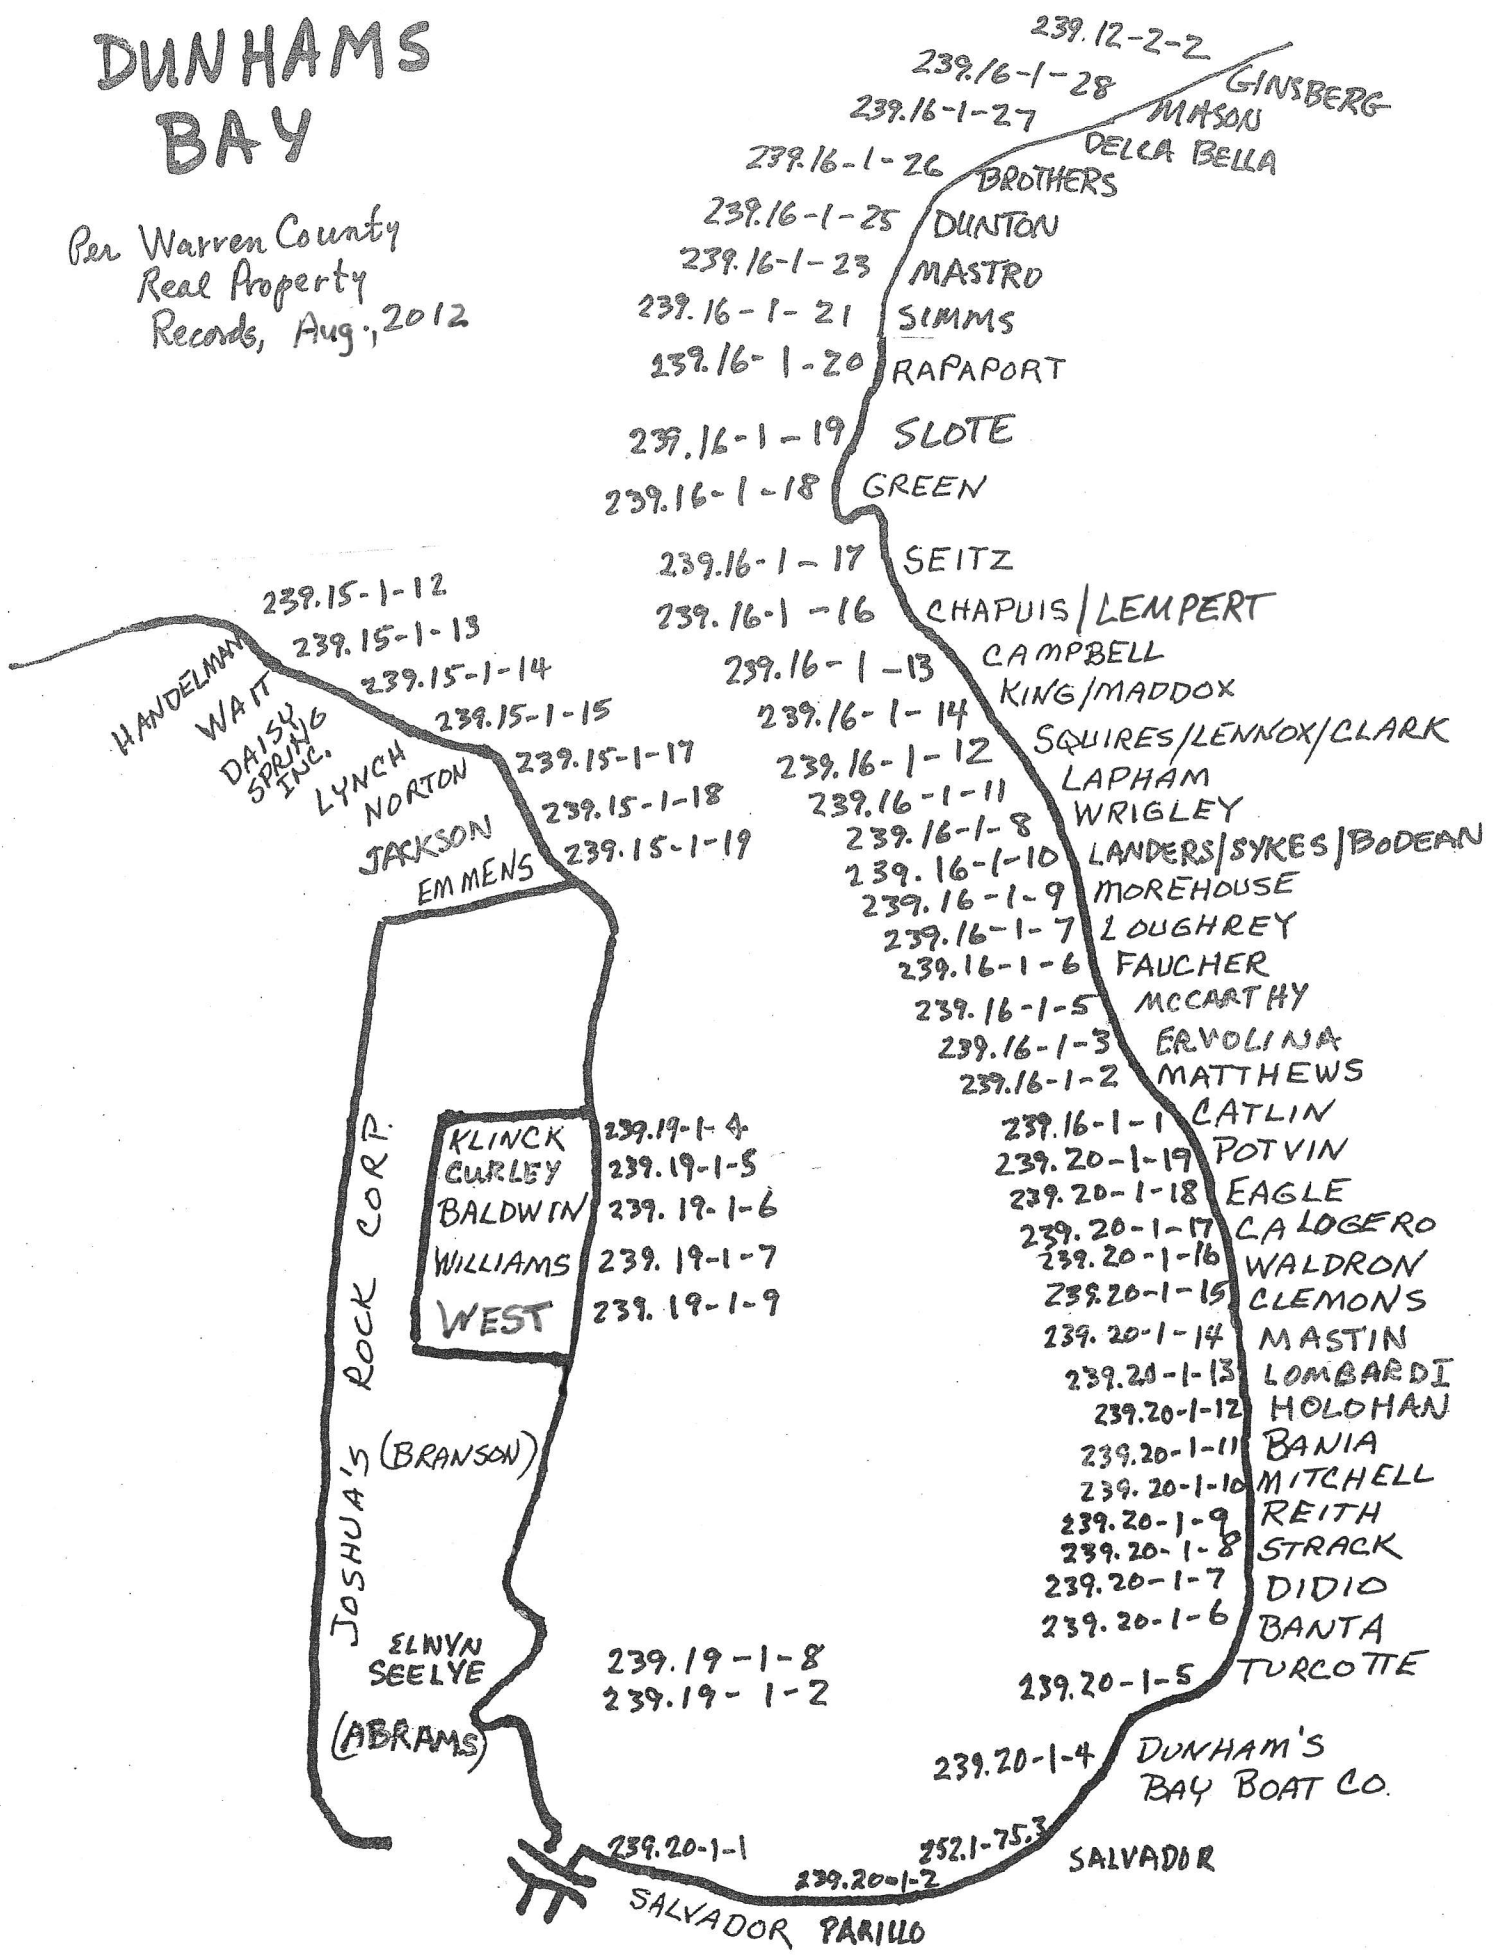 DUNHAMS
BAY
Per Warren County
Real Property
Records, Aug., 2012
239.12-2-2 GINSBERG
239.16-1-28 MASON
239.16-1-27 DELLA BELLA
239.16-1-26 BROTHERS
239.16-1-25 DUNTON
239.16-1-23 MASTRO
239.16-1-21 SIMMS
239.16-1-20 RAPAPORT
239.16-1-19 SLOTE
239.16-1-18 GREEN
239.16-1-17 SEITZ
239.16-1-16 CHAPUIS/LEMPERT
239.16-1-13 CAMPBELL
239.16-1-14 KING/MADDOX
239.16-1-12 SQUIRES/LENNOX/CLARK
239.16-1-11 LAPHAM
239.16-1-8 WRIGLEY
239.16-1-10 LANDERS/SYKES/BODEAN
239.16-1-9 MOREHOUSE
239.16-1-7 LOUGHREY
239.16-1-6 FAUCHER
239.16-1-5 MCCARTHY
239.16-1-3 ERVOLINA
239.16-1-2 MATTHEWS
239.16-1-1 CATLIN
239.20-1-19 POTVIN
239.20-1-18 EAGLE
239.20-1-17 CALOGERO
239.20-1-16 WALDRON
239.20-1-15 CLEMONS
239.20-1-14 MASTIN
239.20-1-13 LOMBARDI
239.20-1-12 HOLOHAN
239.20-1-11 BANIA
239.20-1-10 MITCHELL
239.20-1-9 REITH
239.20-1-8 STRACK
239.20-1-7 DIDIO
239.20-1-6 BANTA
239.20-1-5 TURCOTTE
239.20-1-4 DUNHAM'S
BAY BOAT CO.
252.1-75.3 SALVADOR
239.20-1-2 PARILLO
239.20-1-1 SALVADOR
HANDELMAN 239.15-1-12
WAIT 239.15-1-13
DAISY
SPRING
INC.
239.15-1-14
LYNCH 239.15-1-15
NORTON 239.15-1-17
JACKSON 239.15-1-18
EMMENS 239.15-1-19
JOSHUA'S ROCK CORP.
KLINCK 239.19-1-4
CURLEY 239.19-1-5
BALDWIN 239.19-1-6
WILLIAMS 239.19-1-7
WEST 239.19-1-9
(BRANSON)
ELWYN
SEELYE
239.19-1-8
239.19-1-2
(ABRAMS)